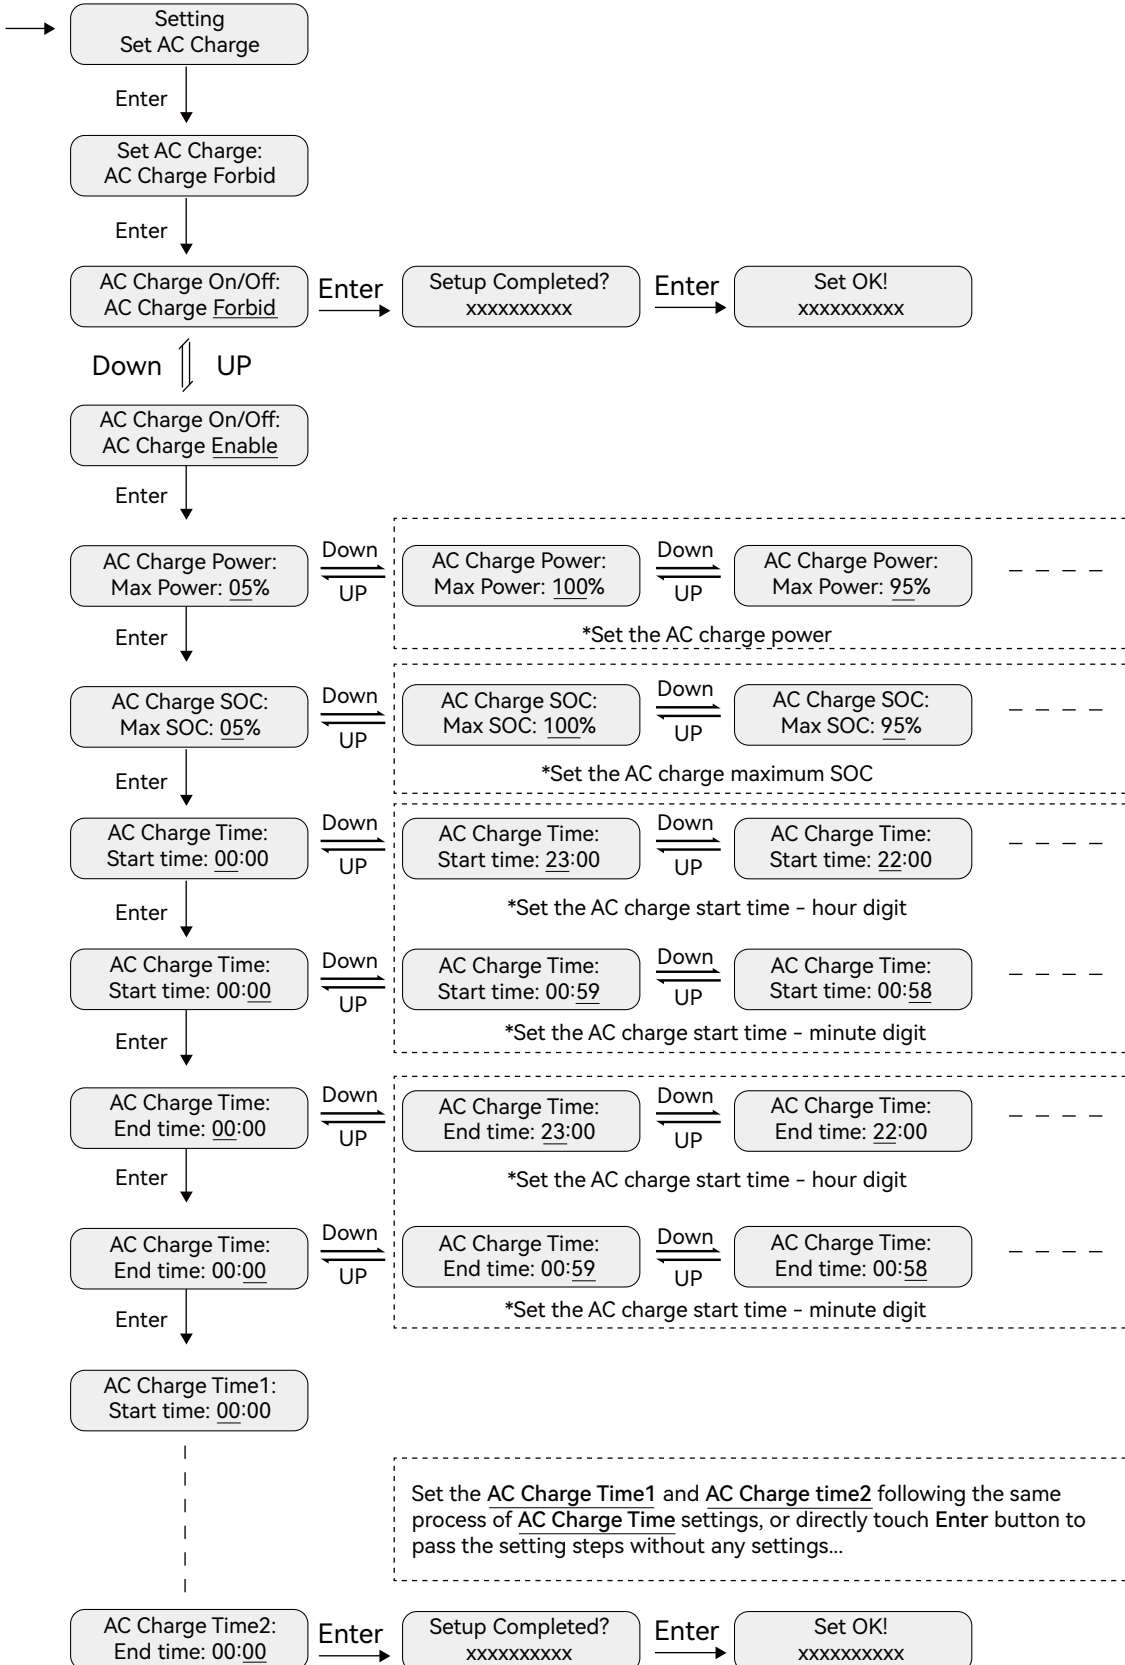 Setting
Set AC Charge
Enter
Set AC Charge:
AC Charge Forbid
Enter
AC Charge On/Off:
AC Charge Forbid
Enter
Setup Completed?
xxxxxxxxxx
Enter
Set OK!
xxxxxxxxxx
Down
UP
AC Charge On/Off:
AC Charge Enable
Enter
AC Charge Power:
Max Power: 05%
Down
UP
AC Charge Power:
Max Power: 100%
Down
UP
AC Charge Power:
Max Power: 95%
*Set the AC charge power
Enter
AC Charge SOC:
Max SOC: 05%
Down
UP
AC Charge SOC:
Max SOC: 100%
Down
UP
AC Charge SOC:
Max SOC: 95%
*Set the AC charge maximum SOC
Enter
AC Charge Time:
Start time: 00:00
Down
UP
AC Charge Time:
Start time: 23:00
Down
UP
AC Charge Time:
Start time: 22:00
*Set the AC charge start time - hour digit
Enter
AC Charge Time:
Start time: 00:00
Down
UP
AC Charge Time:
Start time: 00:59
Down
UP
AC Charge Time:
Start time: 00:58
*Set the AC charge start time - minute digit
Enter
AC Charge Time:
End time: 00:00
Down
UP
AC Charge Time:
End time: 23:00
Down
UP
AC Charge Time:
End time: 22:00
*Set the AC charge start time - hour digit
Enter
AC Charge Time:
End time: 00:00
Down
UP
AC Charge Time:
End time: 00:59
Down
UP
AC Charge Time:
End time: 00:58
*Set the AC charge start time - minute digit
Enter
AC Charge Time1:
Start time: 00:00
Set the AC Charge Time1 and AC Charge time2 following the same
process of AC Charge Time settings, or directly touch Enter button to
pass the setting steps without any settings...
AC Charge Time2:
End time: 00:00
Enter
Setup Completed?
xxxxxxxxxx
Enter
Set OK!
xxxxxxxxxx